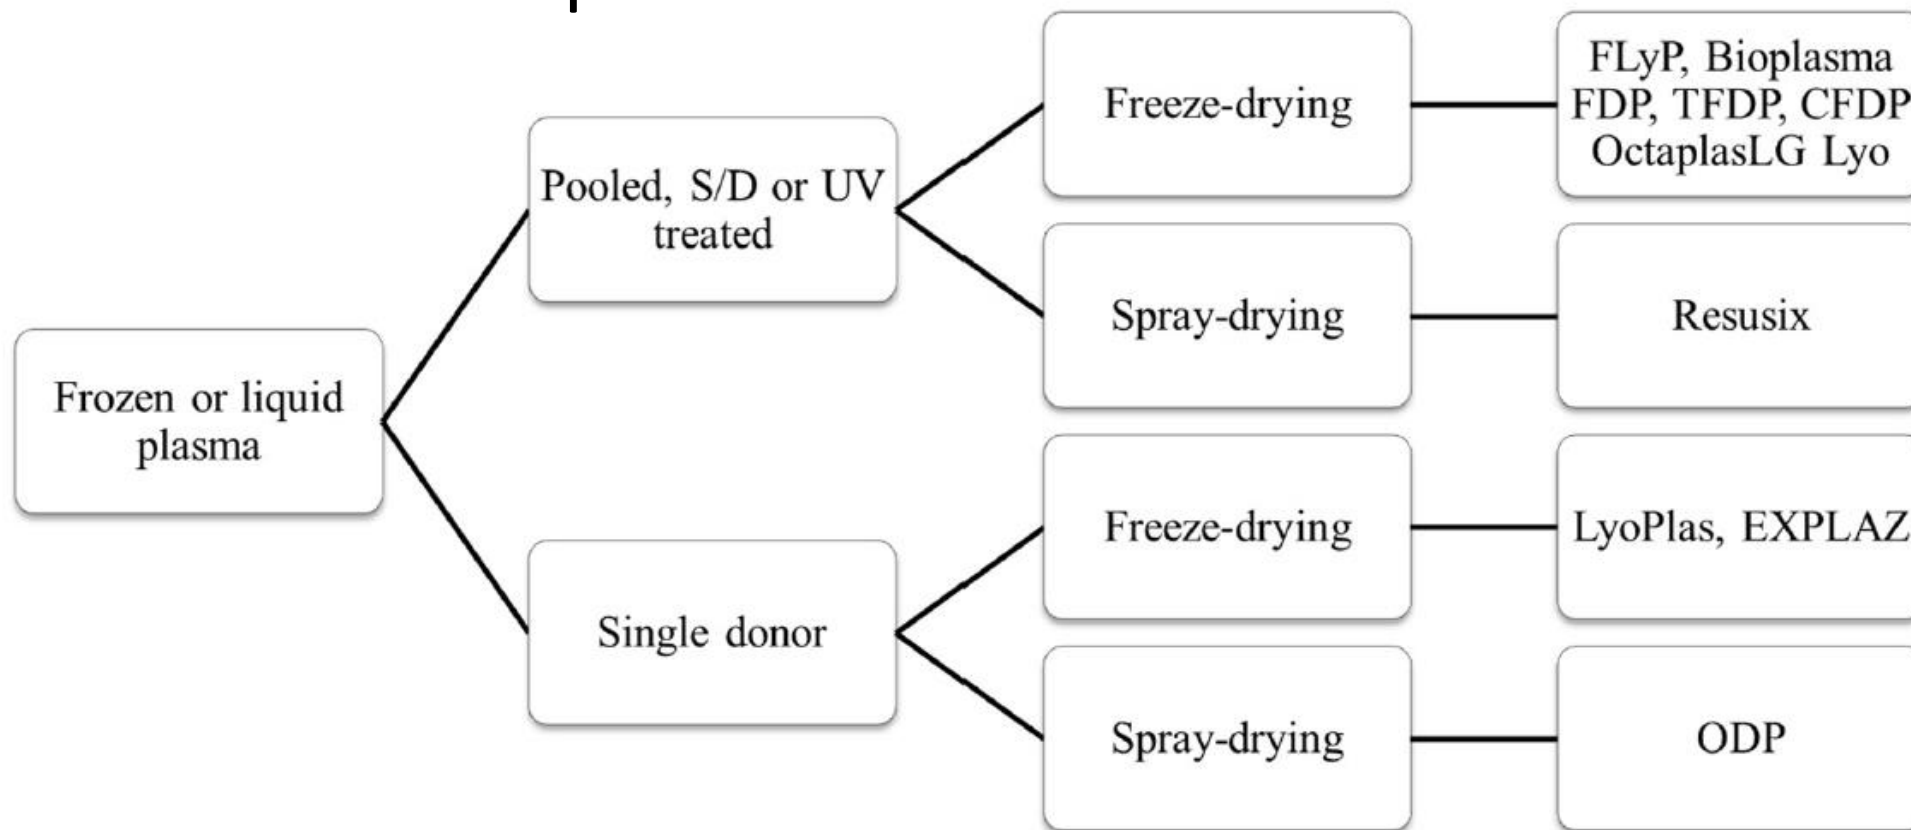 Frozen or liquid
plasma
Pooled, S/D or UV
treated
Single donor
Freeze-drying
Spray-drying
Freeze-drying
Spray-drying
FLyP, Bioplasma
FDP, TFDP, CFDP
OctaplasLG Lyo
Resusix
LyoPlas, EXPLAZ
ODP